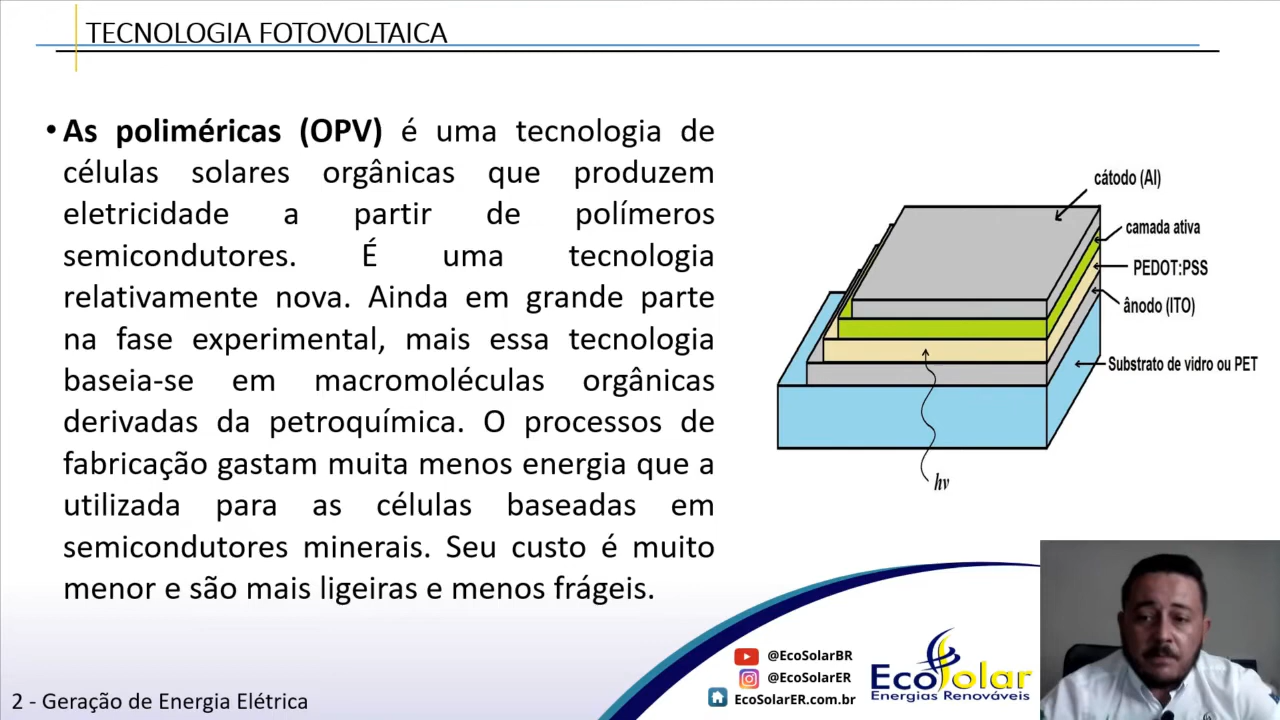 TECNOLOGIA FOTOVOLTAICA
• As poliméricas (OPV) é uma tecnologia de
células solares orgânicas que produzem
eletricidade a partir de polímeros
semicondutores. É uma tecnologia
relativamente nova. Ainda em grande parte
na fase experimental, mais essa tecnologia
baseia-se em macromoléculas orgânicas
derivadas da petroquímica. O processos de
fabricação gastam muita menos energia que a
utilizada para as células baseadas em
semicondutores minerais. Seu custo é muito
menor e são mais ligeiras e menos frágeis.
cátodo (Al)
camada ativa
PEDOT:PSS
ânodo (ITO)
Substrato de vidro ou PET
hν
@EcoSolarBR
@EcoSolarER
EcoSolarER.com.br
EcoSolar
Energias Renováveis
2 - Geração de Energia Elétrica